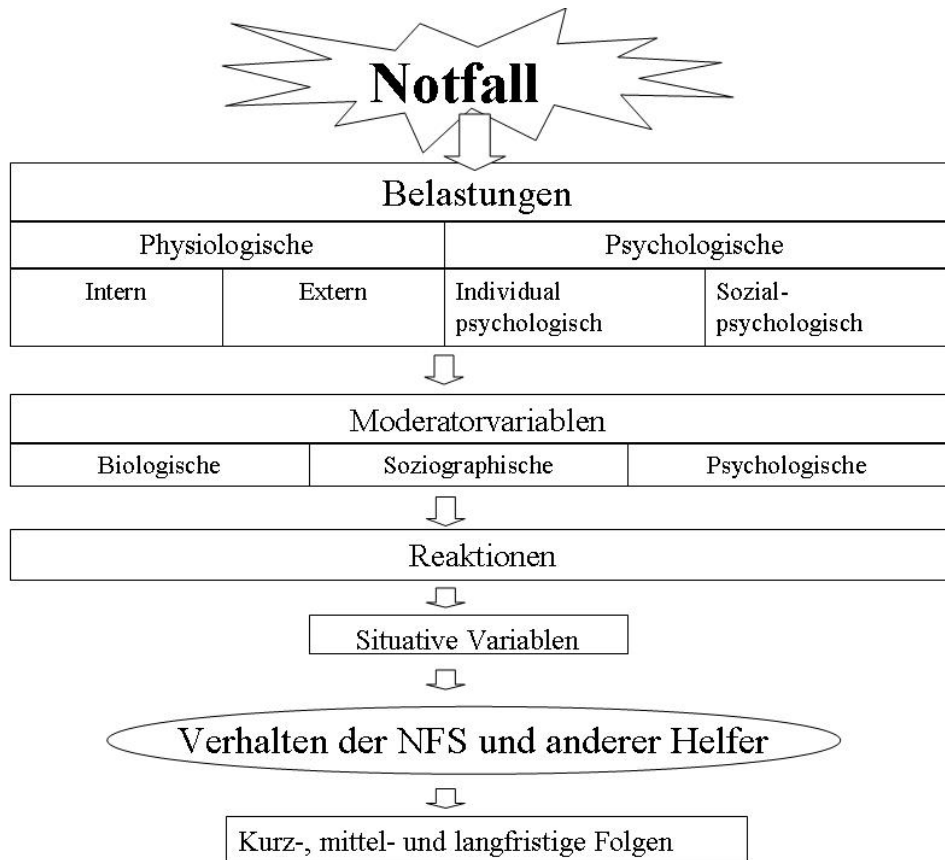 Notfall
Belastungen
Physiologische
Psychologische
Intern
Extern
Individual
psychologisch
Sozial-
psychologisch
Moderatorvariablen
Biologische
Soziographische
Psychologische
Reaktionen
Situative Variablen
Verhalten der NFS und anderer Helfer
Kurz-, mittel- und langfristige Folgen